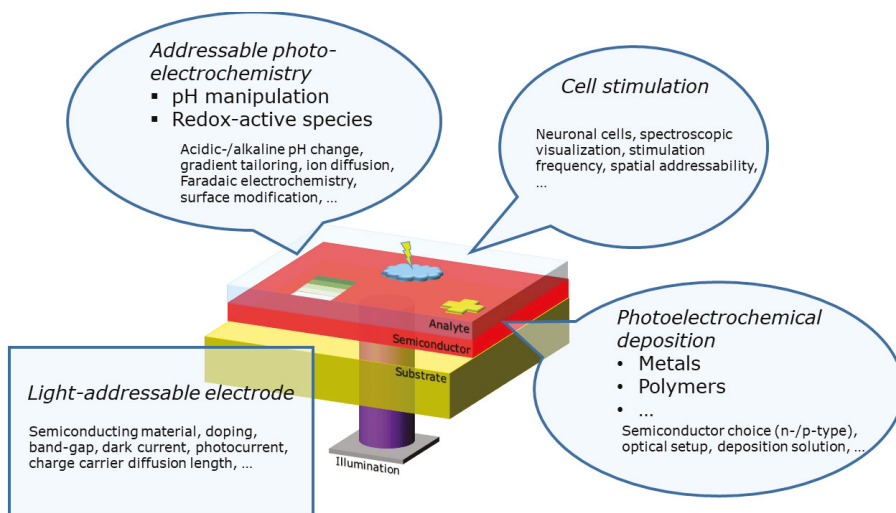 Addressable photo-
electrochemistry
▪ pH manipulation
▪ Redox-active species
Acidic-/alkaline pH change,
gradient tailoring, ion diffusion,
Faradaic electrochemistry,
surface modification, ...
Cell stimulation
Neuronal cells, spectroscopic
visualization, stimulation
frequency, spatial addressability,
...
Analyte
Semiconductor
Substrate
Illumination
Photoelectrochemical
deposition
• Metals
• Polymers
• ...
Semiconductor choice (n-/p-type),
optical setup, deposition solution, ...
Light-addressable electrode
Semiconducting material, doping,
band-gap, dark current, photocurrent,
charge carrier diffusion length, ...